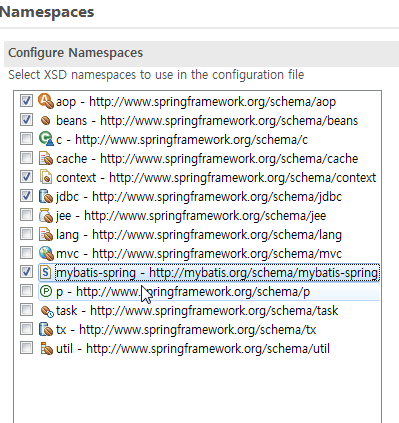 Namespaces
Configure Namespaces
Select XSD namespaces to use in the configuration file
aop - http://www.springframework.org/schema/aop
beans - http://www.springframework.org/schema/beans
c - http://www.springframework.org/schema/c
cache - http://www.springframework.org/schema/cache
context - http://www.springframework.org/schema/context
jdbc - http://www.springframework.org/schema/jdbc
jee - http://www.springframework.org/schema/jee
lang - http://www.springframework.org/schema/lang
mvc - http://www.springframework.org/schema/mvc
mybatis-spring - http://mybatis.org/schema/mybatis-spring
p - http://www.springframework.org/schema/p
task - http://www.springframework.org/schema/task
tx - http://www.springframework.org/schema/tx
util - http://www.springframework.org/schema/util